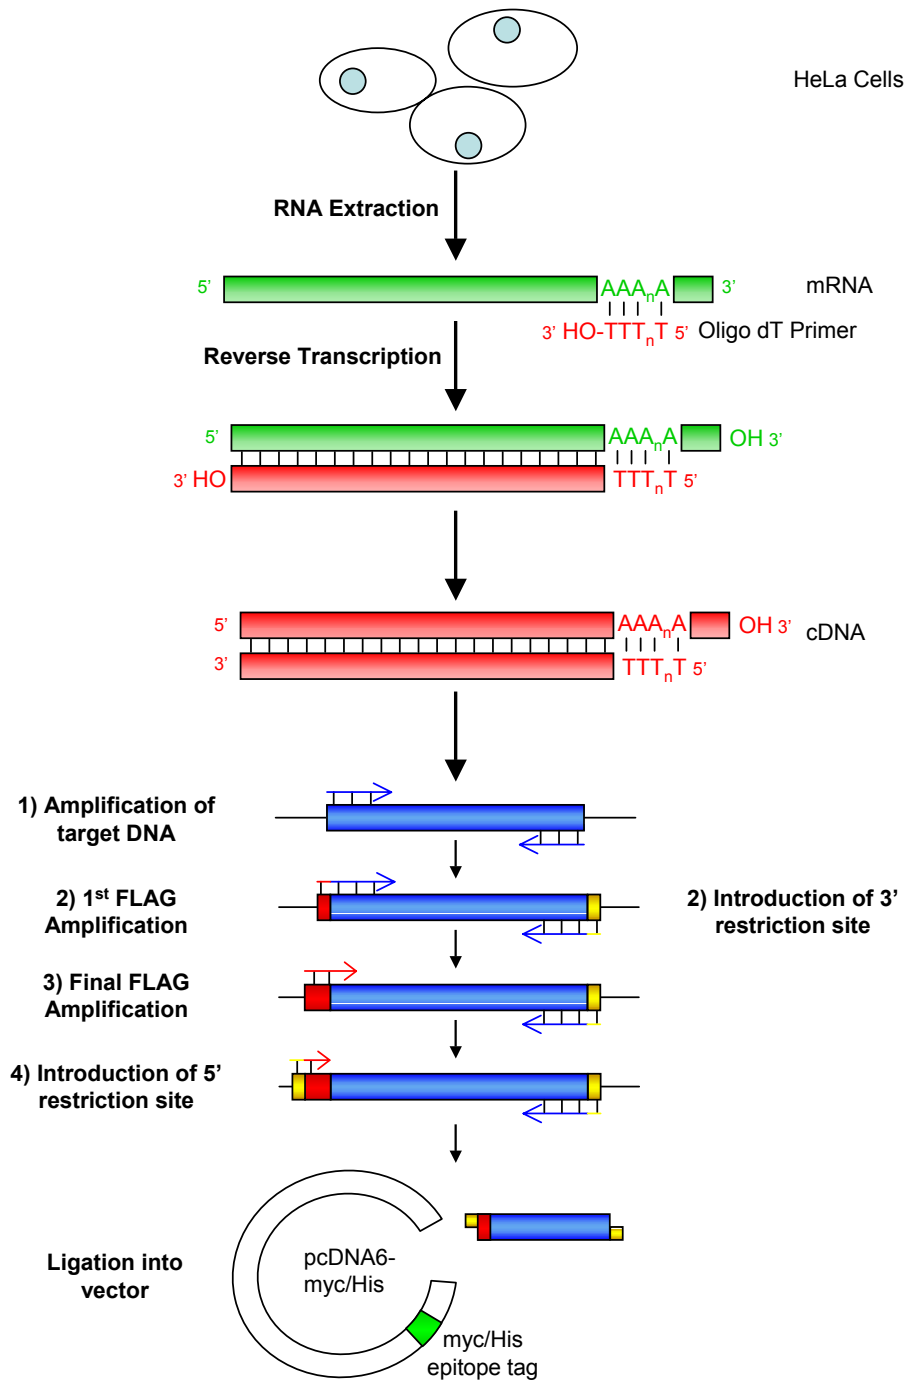 HeLa Cells
RNA Extraction
5’ AAAₙA 3’ mRNA
3’ HO-TTTₙT 5’ Oligo dT Primer
Reverse Transcription
5’ AAAₙA OH 3’
3’ HO TTTₙT 5’
5’ AAAₙA OH 3’ cDNA
3’ TTTₙT 5’
1) Amplification of
target DNA
2) 1ˢᵗ FLAG
Amplification
2) Introduction of 3’
restriction site
3) Final FLAG
Amplification
4) Introduction of 5’
restriction site
Ligation into
vector
pcDNA6-
myc/His
myc/His
epitope tag